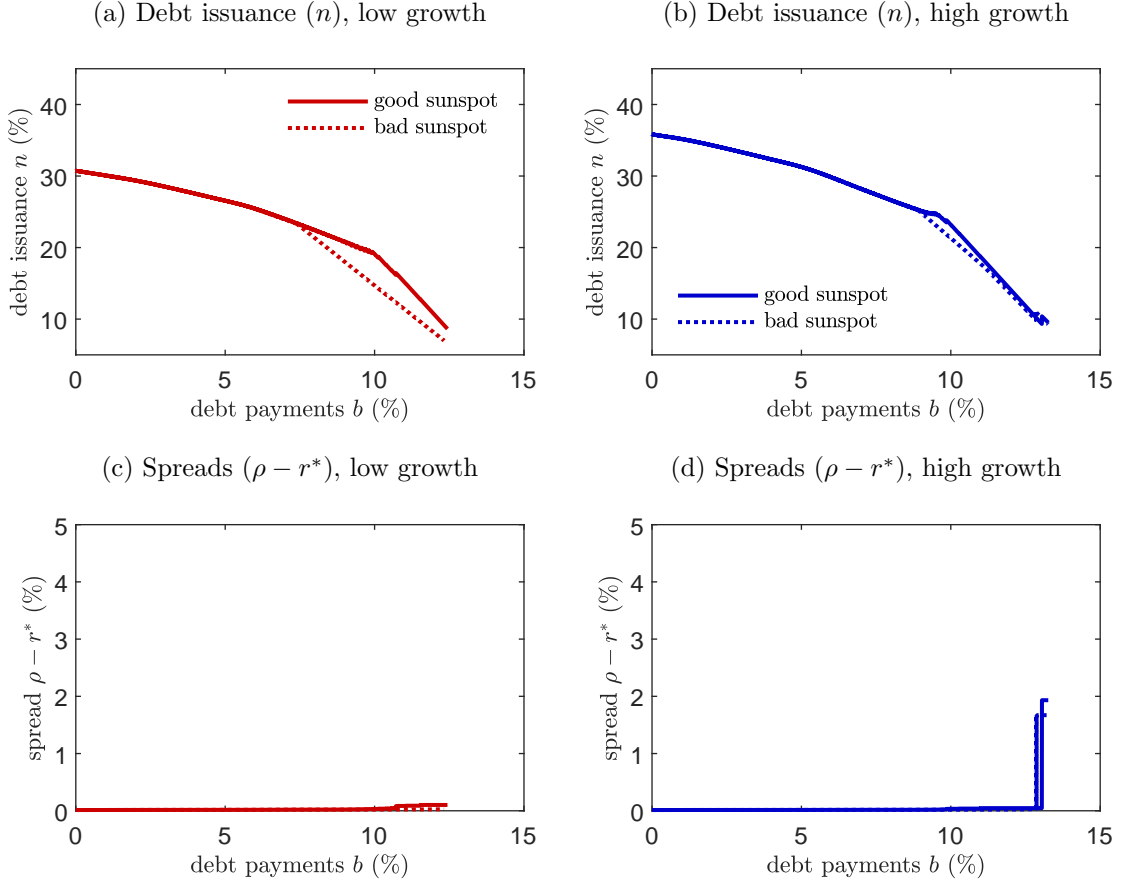 (a) Debt issuance (n), low growth
debt issuance n (%)
40
30
20
10
good sunspot
bad sunspot
0 5 10 15
debt payments b (%)
(b) Debt issuance (n), high growth
debt issuance n (%)
40
30
20
10
good sunspot
bad sunspot
0 5 10 15
debt payments b (%)
(c) Spreads (ρ − r*), low growth
spread ρ − r* (%)
5
4
3
2
1
0
0 5 10 15
debt payments b (%)
(d) Spreads (ρ − r*), high growth
spread ρ − r* (%)
5
4
3
2
1
0
0 5 10 15
debt payments b (%)